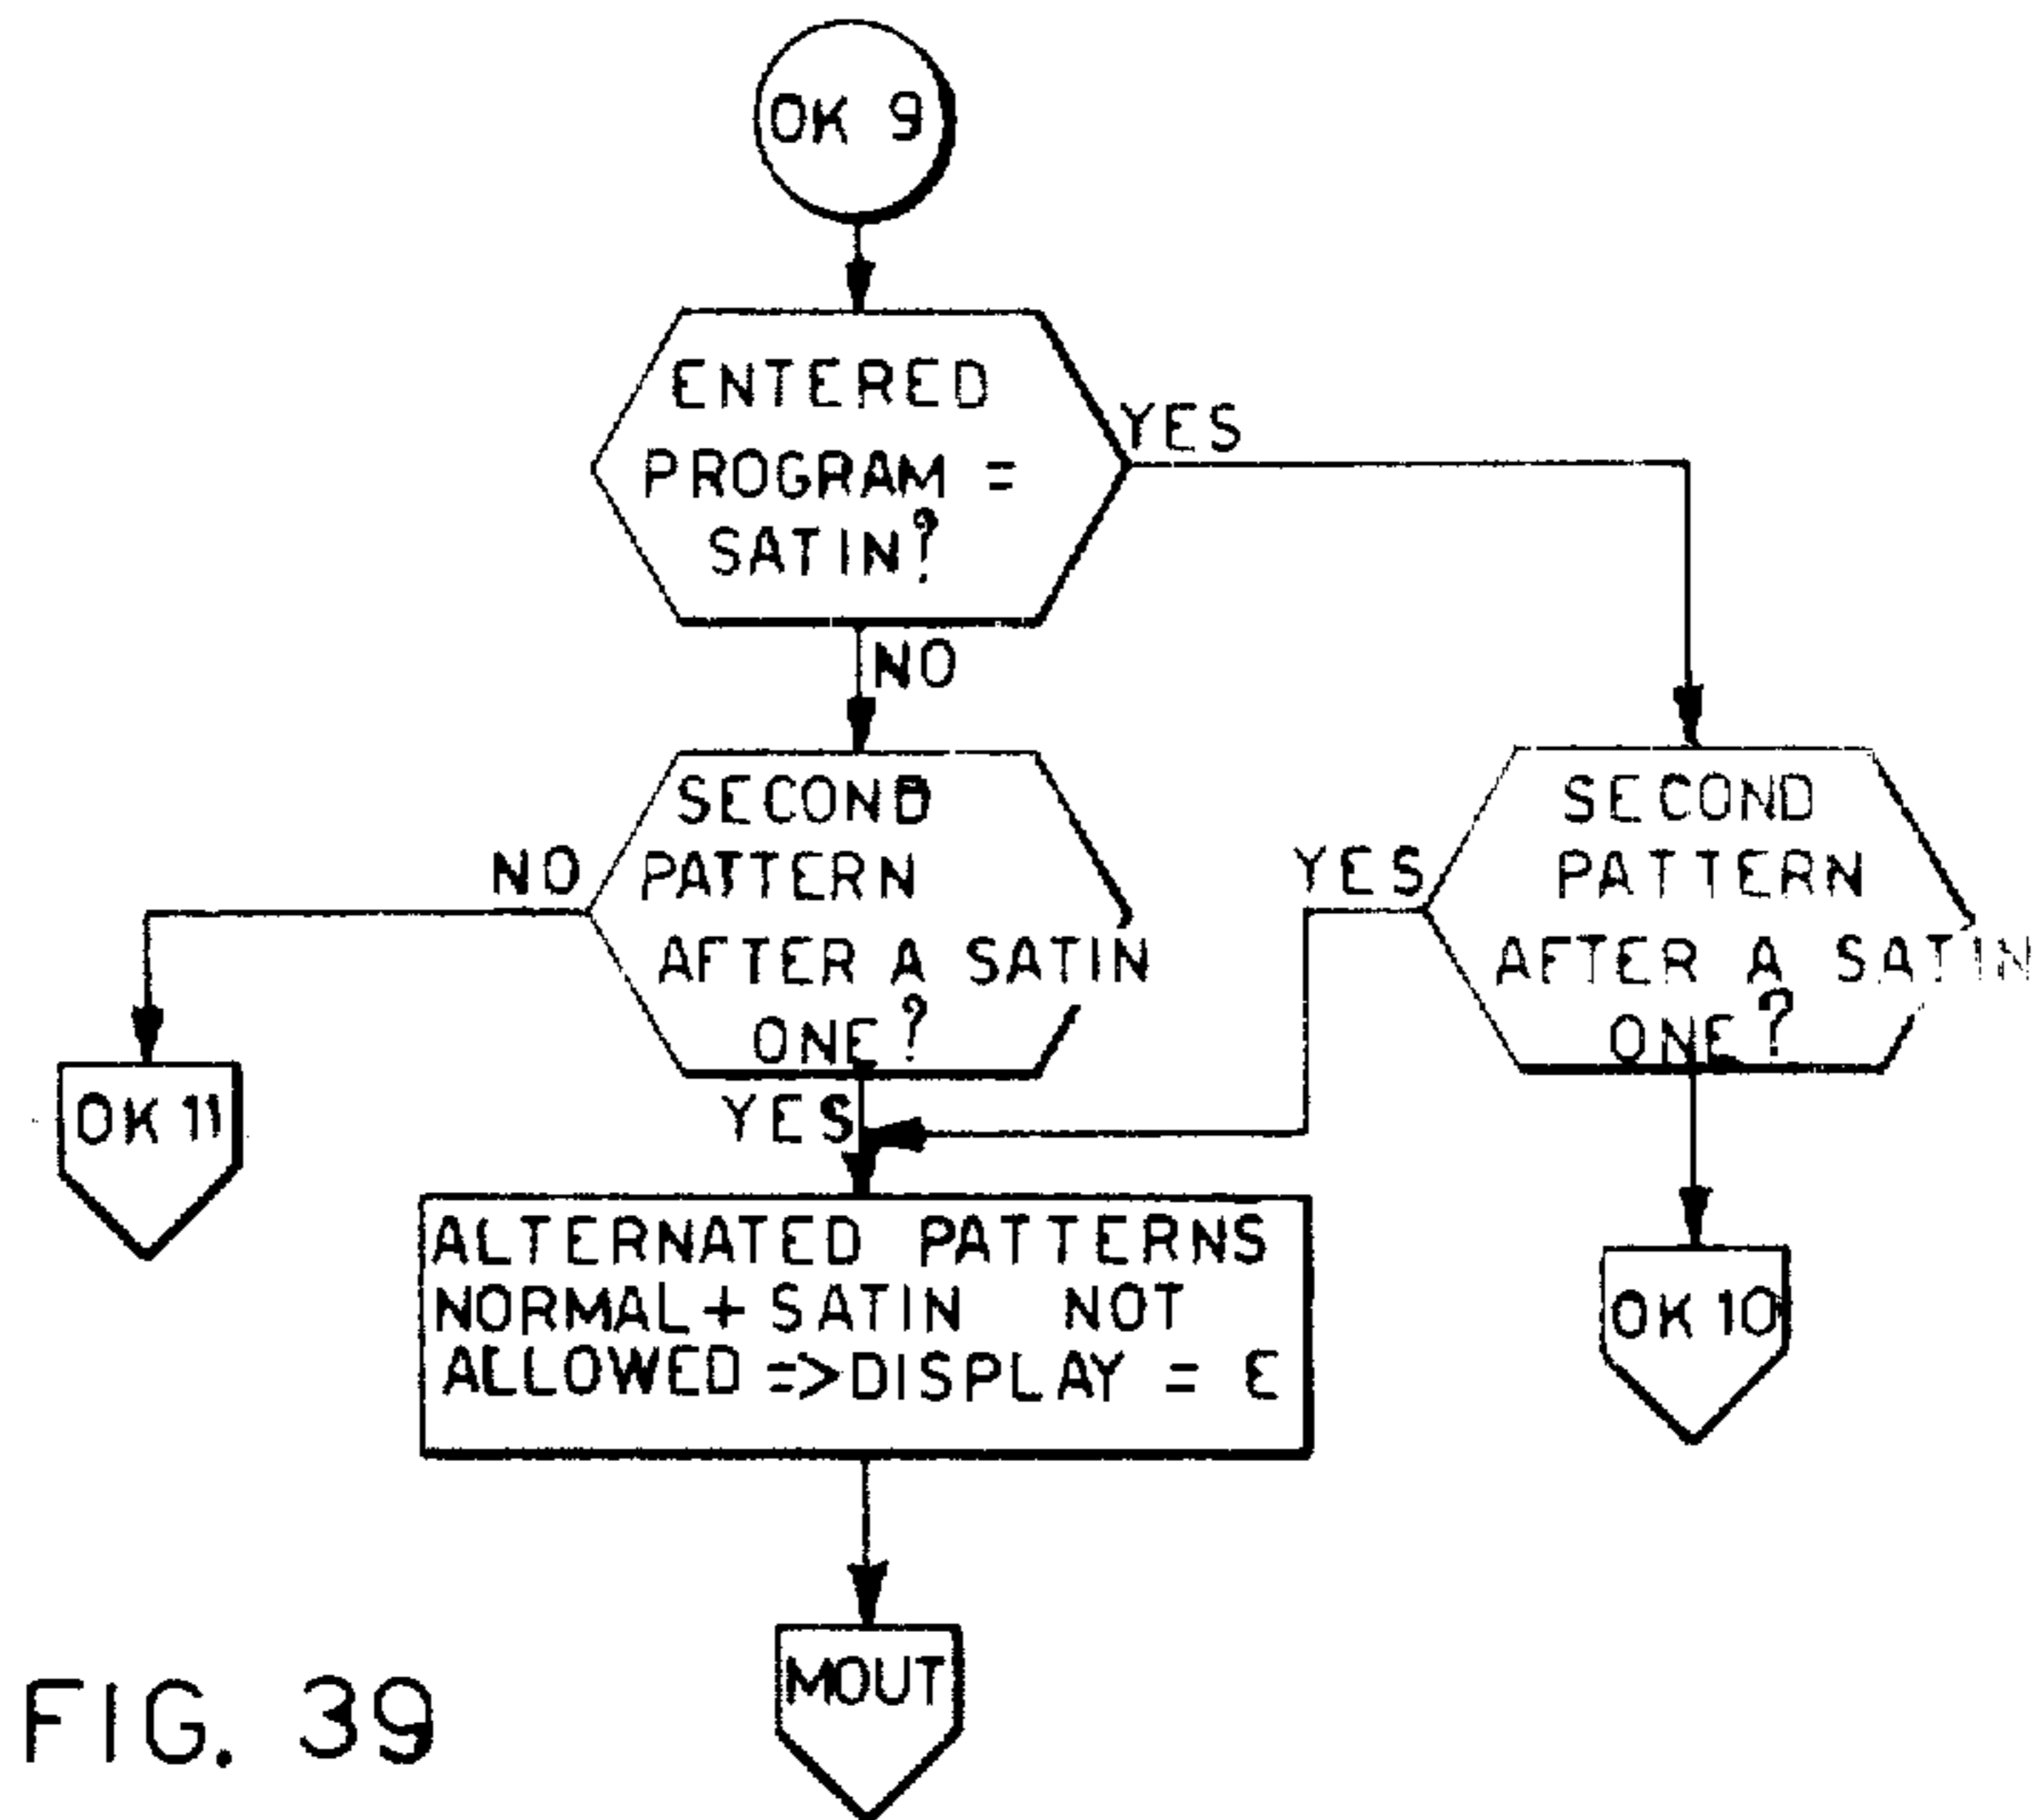 OK 9
ENTERED
PROGRAM =
SATIN?
YES
NO
SECOND
PATTERN
AFTER A SATIN
ONE?
NO
YES
SECOND
PATTERN
AFTER A SATIN
ONE?
YES
OK 11
ALTERNATED PATTERNS
NORMAL + SATIN NOT
ALLOWED => DISPLAY = E
OK 10
MOUT
FIG. 39